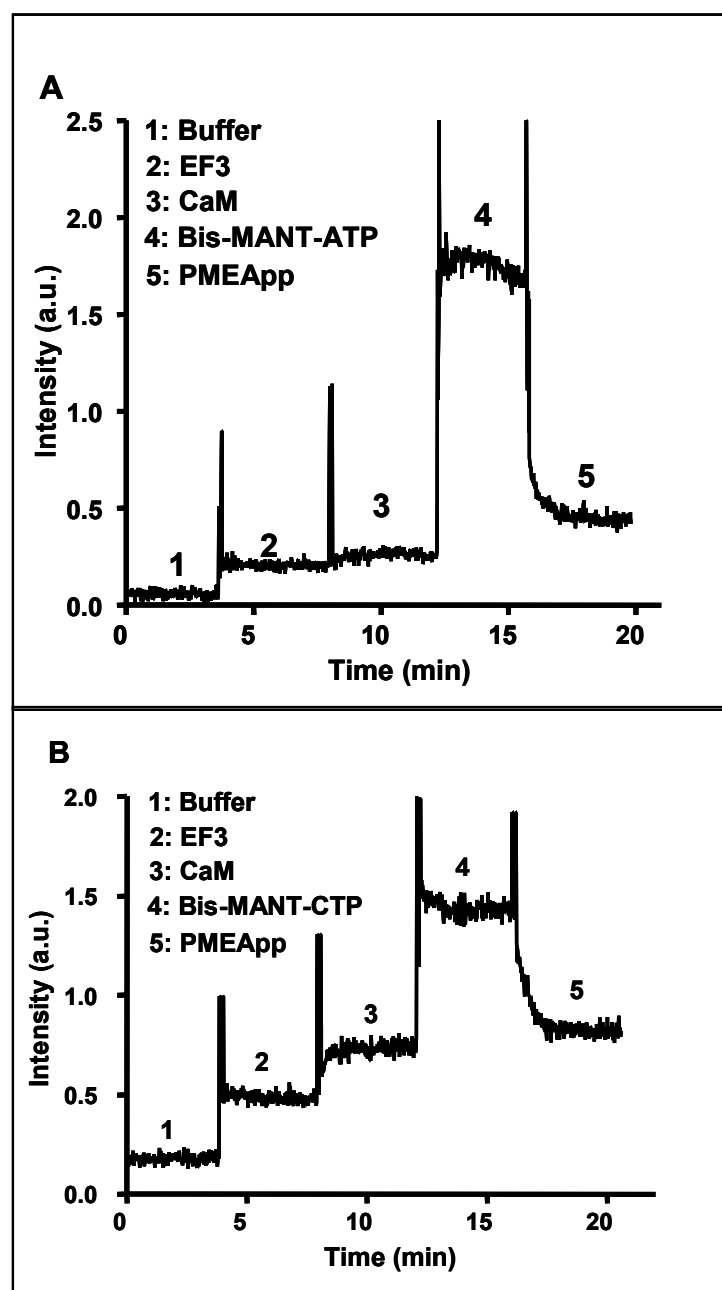 A
2.5
1: Buffer
2: EF3
2.0
3: CaM
4
4: Bis-MANT-ATP
5: PMEApp
1.5
Intensity (a.u.)
1.0
0.5
3
5
2
1
0.0
0 5 10 15 20
Time (min)
B
2.0
1: Buffer
2: EF3
3: CaM
4
4: Bis-MANT-CTP
1.5
5: PMEApp
Intensity (a.u.)
1.0
5
3
2
0.5
1
0.0
0 5 10 15 20
Time (min)